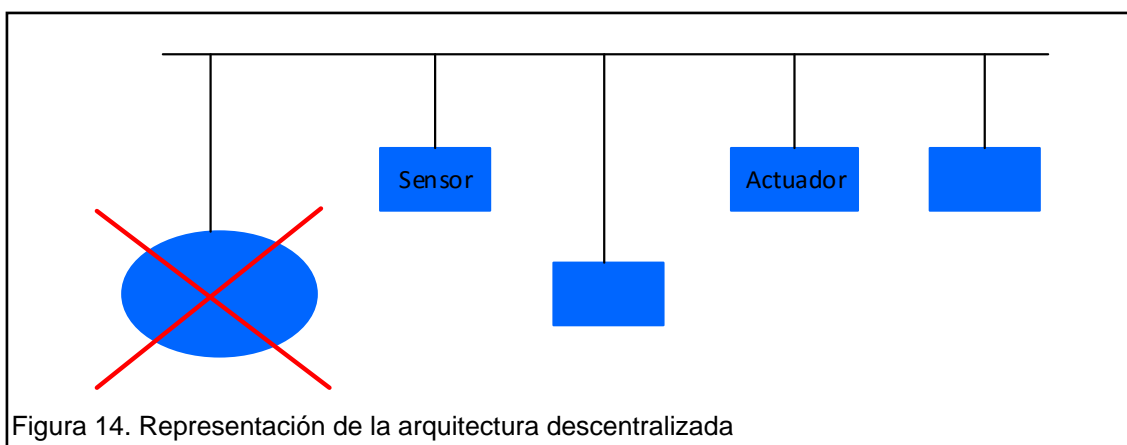 Sensor
Actuador
Figura 14. Representación de la arquitectura descentralizada